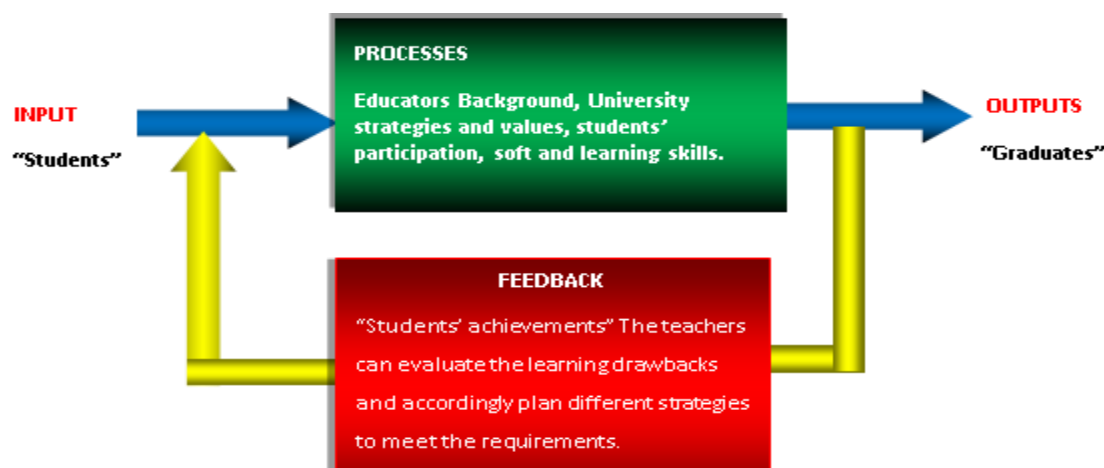 PROCESSES
Educators Background, University
strategies and values, students’
participation, soft and learning skills.
INPUT
“Students”
OUTPUTS
“Graduates”
FEEDBACK
“Students’ achievements” The teachers
can evaluate the learning drawbacks
and accordingly plan different strategies
to meet the requirements.